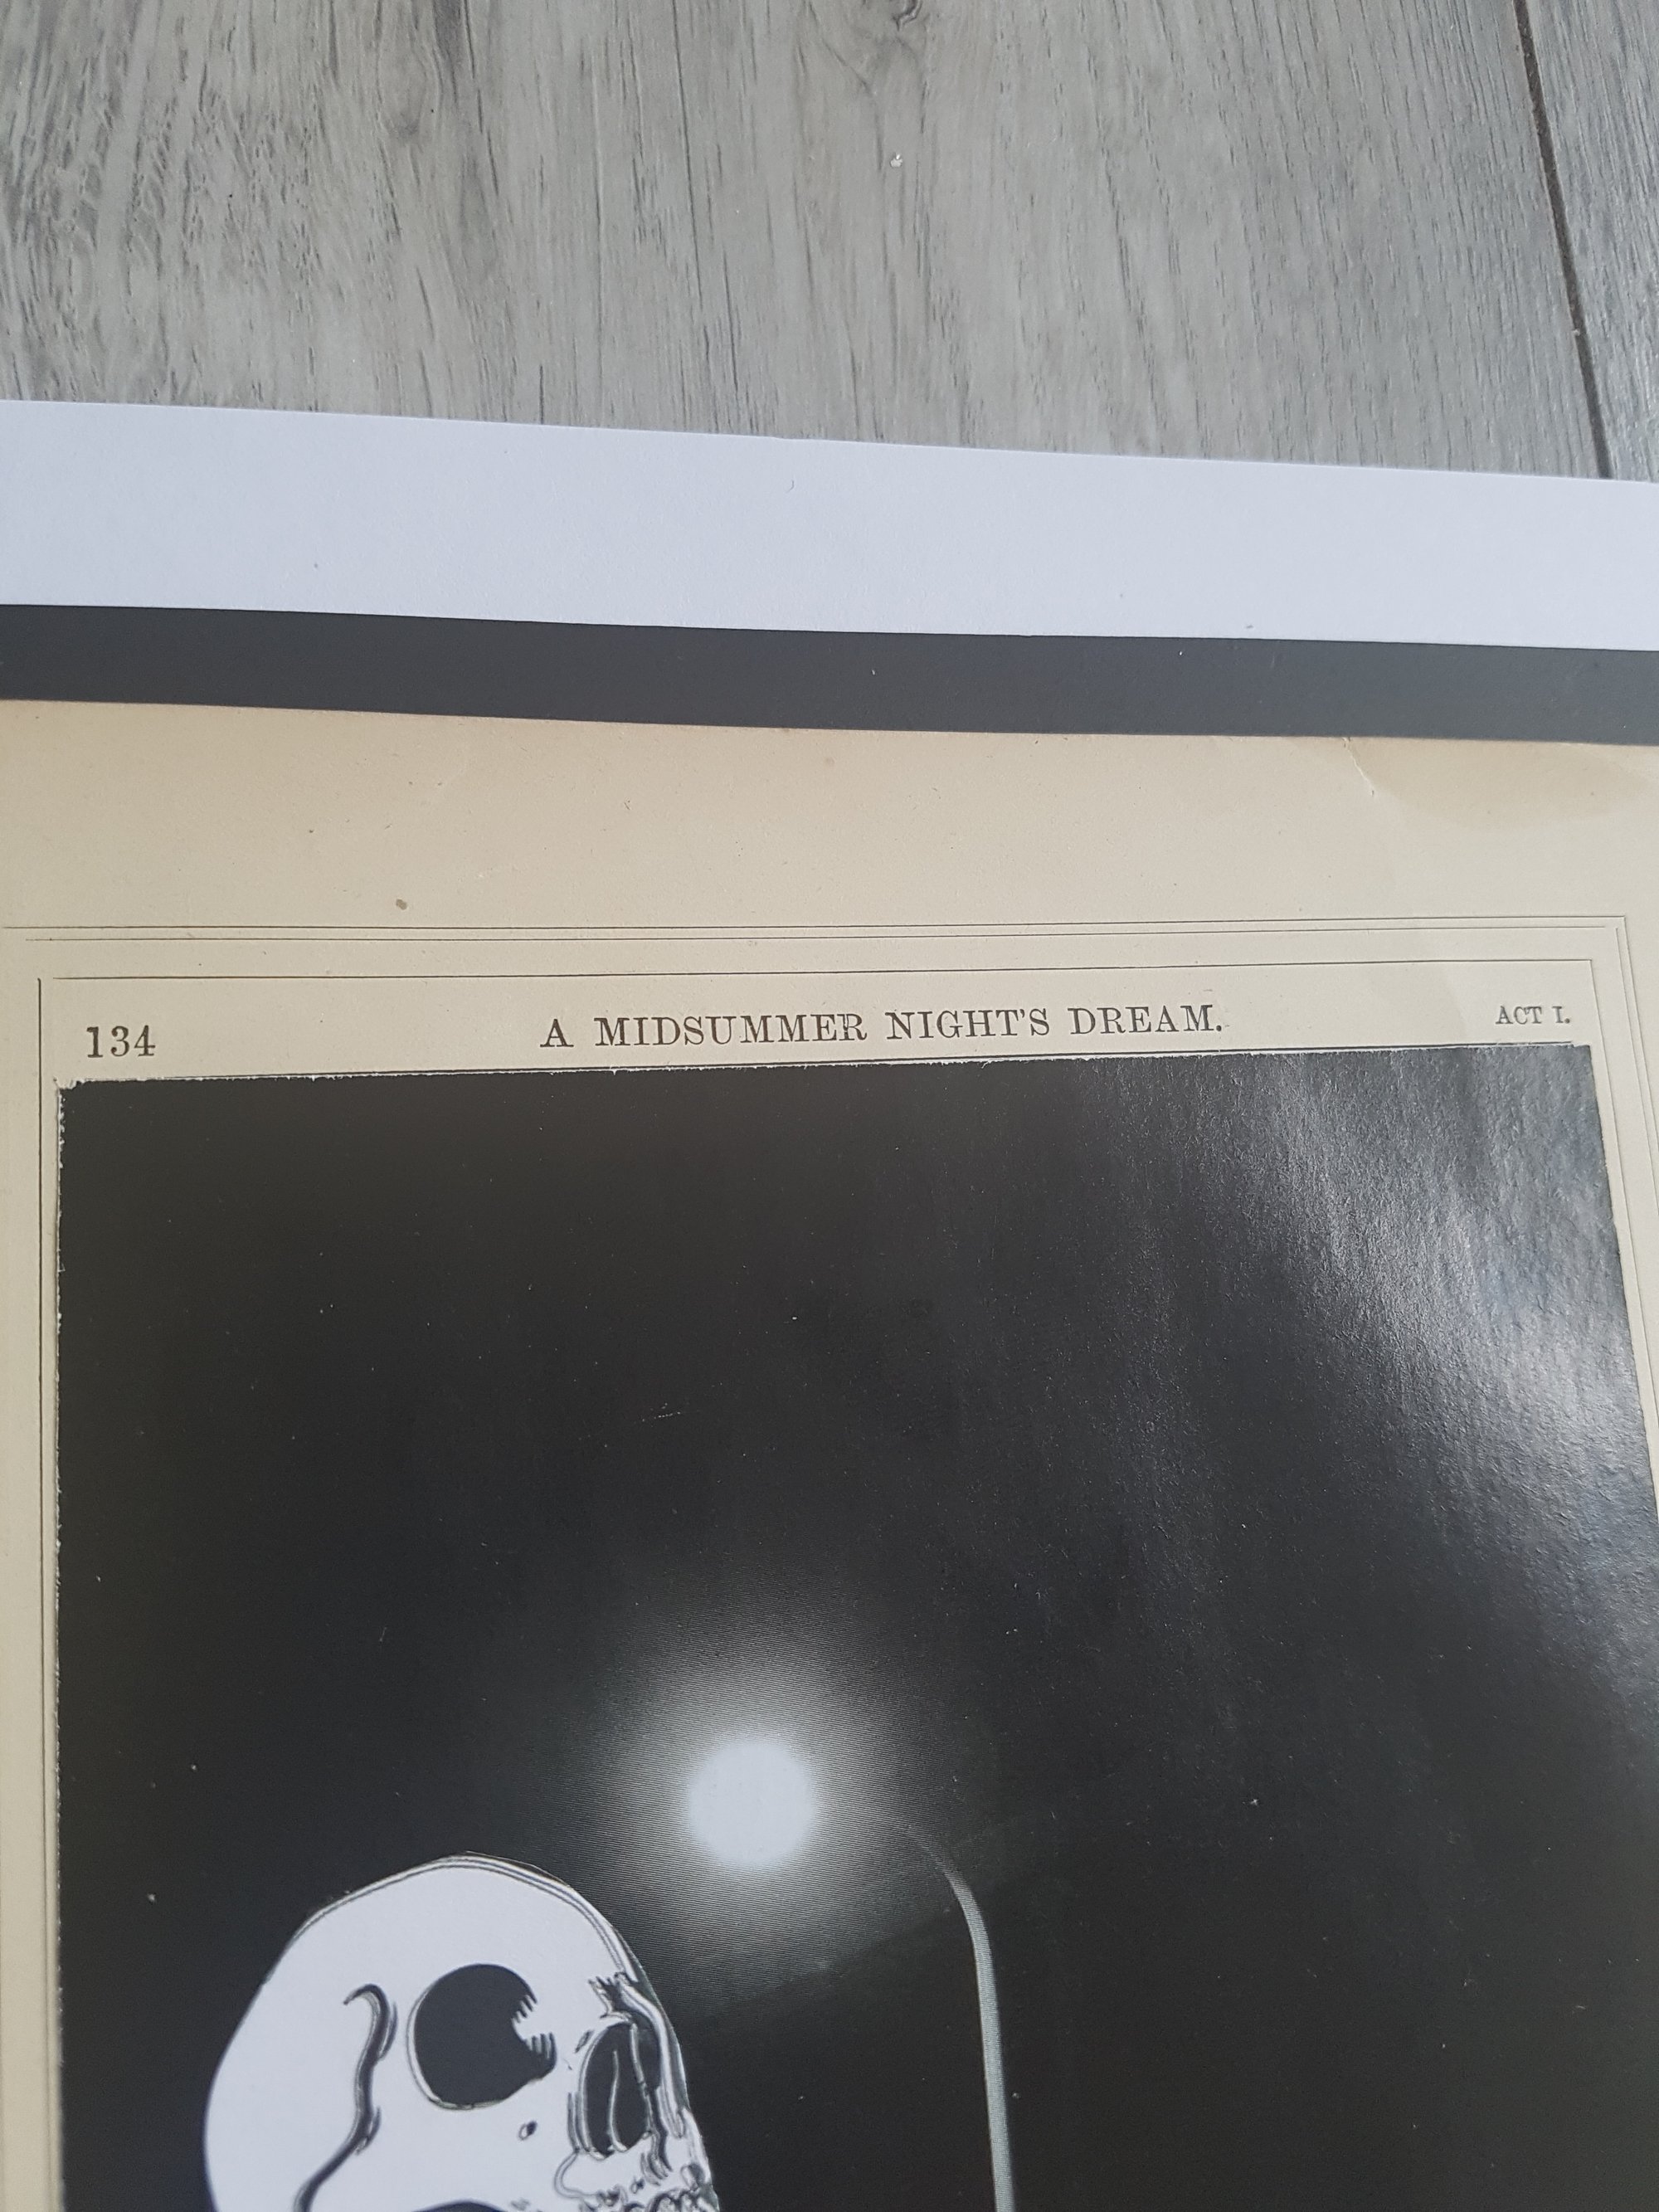 134 A MIDSUMMER NIGHT'S DREAM. ACT I.